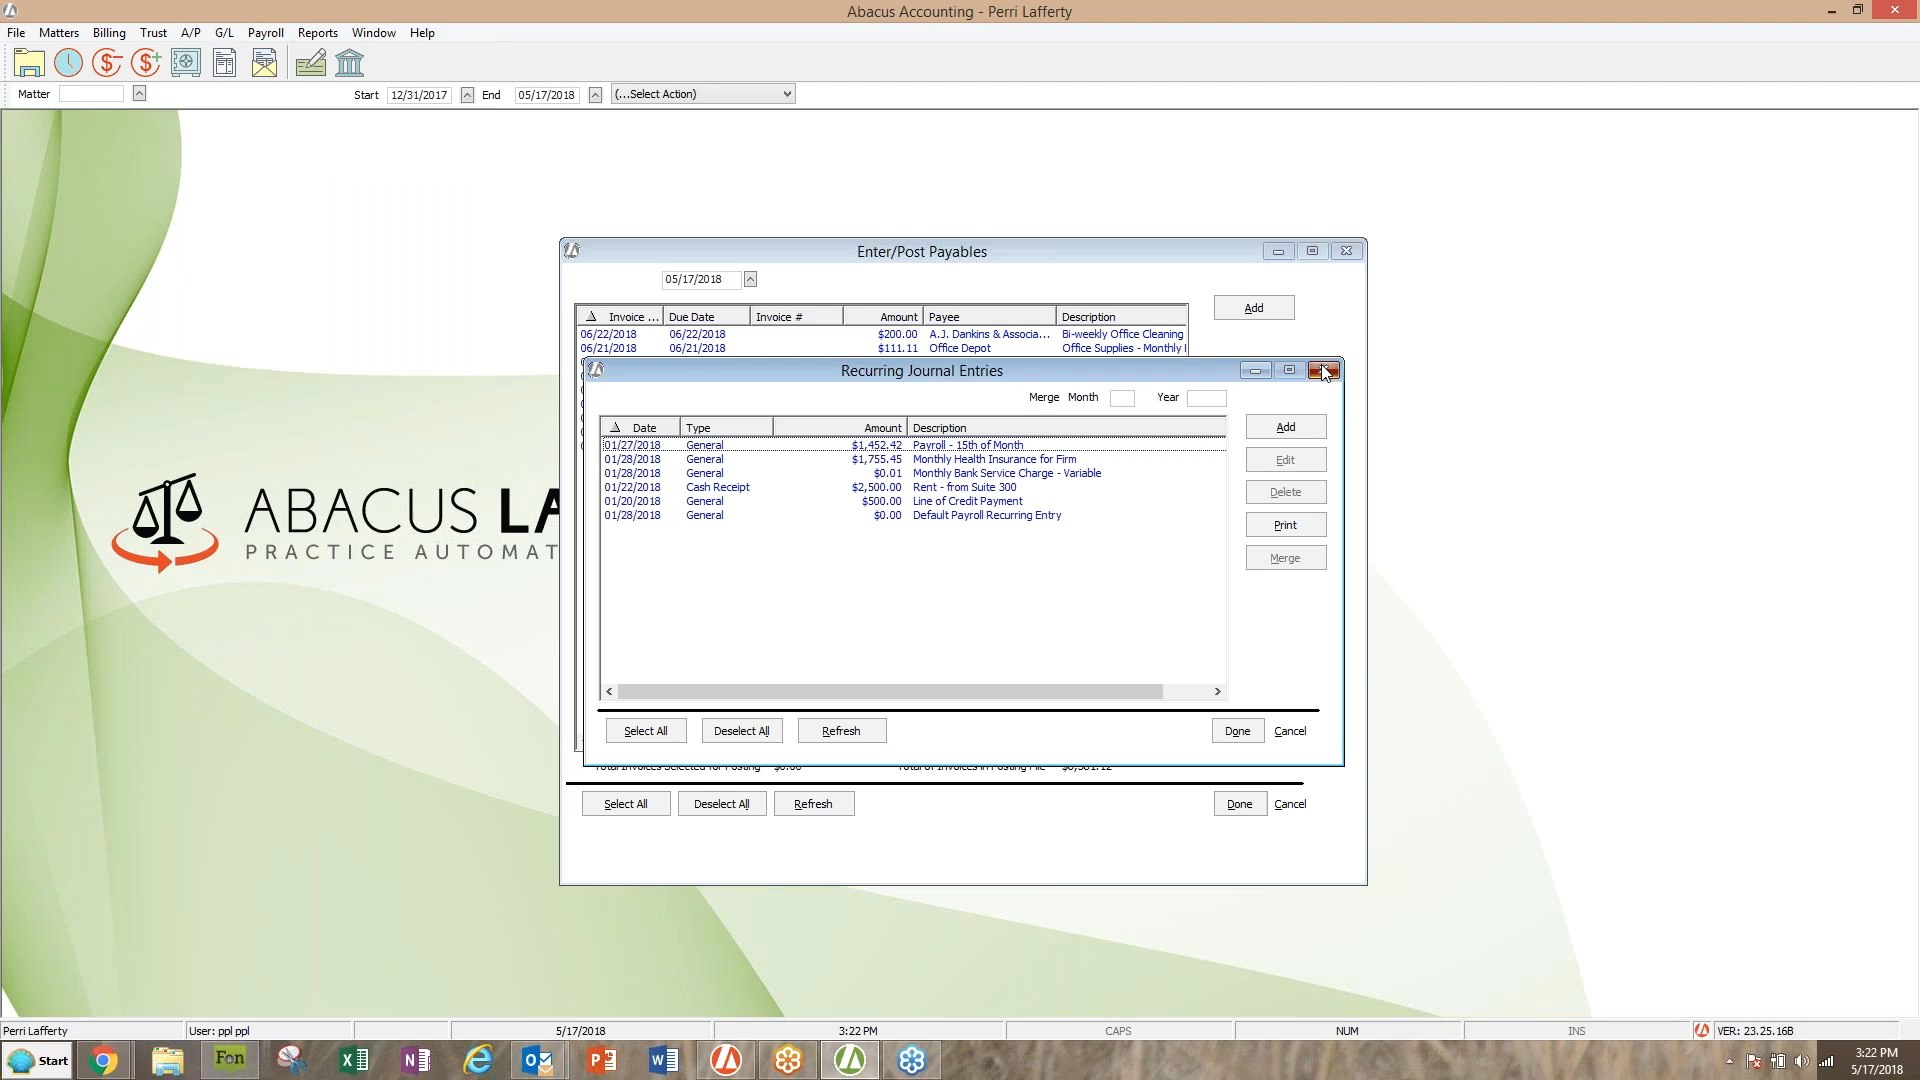 Abacus Accounting - Perri Lafferty
File Matters Billing Trust A/P G/L Payroll Reports Window Help
Matter Start 12/31/2017 End 05/17/2018 (...Select Action)
ABACUS LA
PRACTICE AUTOMAT
Enter/Post Payables
05/17/2018
Add
Invoice ... Due Date Invoice # Amount Payee Description
06/22/2018 06/22/2018 $200.00 A.J. Dankins & Associa... Bi-weekly Office Cleaning
06/21/2018 06/21/2018 $111.11 Office Depot Office Supplies - Monthly
Recurring Journal Entries
Merge Month Year
Date Type Amount Description
01/27/2018 General $1,452.42 Payroll - 15th of Month
01/28/2018 General $1,755.45 Monthly Health Insurance for Firm
01/28/2018 General $0.01 Monthly Bank Service Charge - Variable
01/22/2018 Cash Receipt $2,500.00 Rent - from Suite 300
01/20/2018 General $500.00 Line of Credit Payment
01/28/2018 General $0.00 Default Payroll Recurring Entry
Add
Edit
Delete
Print
Merge
Select All Deselect All Refresh Done Cancel
Select All Deselect All Refresh Done Cancel
Perri Lafferty User: ppl ppl 5/17/2018 3:22 PM CAPS NUM INS VER: 23.25.16B
Start Fon 3:22 PM
5/17/2018